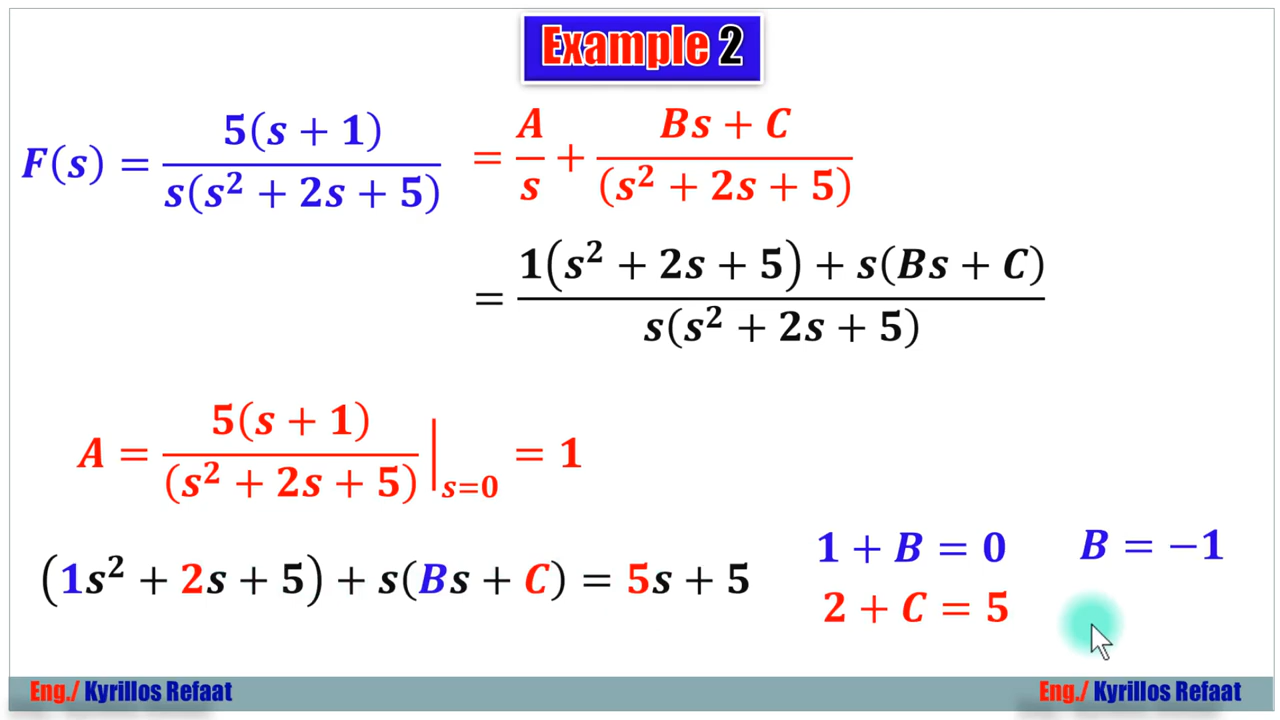 Example 2
F(s) = 5(s + 1) / s(s² + 2s + 5) = A / s + Bs + C / (s² + 2s + 5)
= 1(s² + 2s + 5) + s(Bs + C) / s(s² + 2s + 5)
A = 5(s + 1) / (s² + 2s + 5) |s=0 = 1
(1s² + 2s + 5) + s(Bs + C) = 5s + 5
1 + B = 0 B = −1
2 + C = 5
Eng./ Kyrillos Refaat
Eng./ Kyrillos Refaat